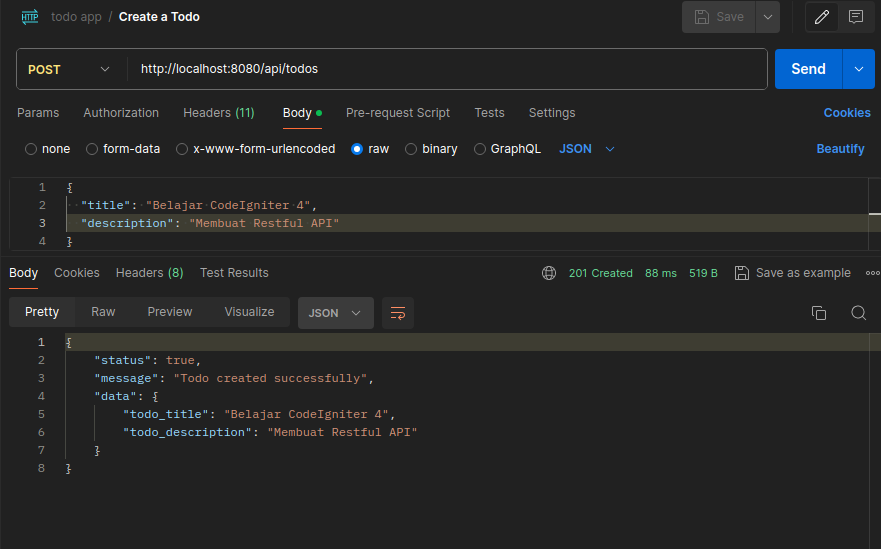 HTTP todo app / Create a Todo Save
POST http://localhost:8080/api/todos Send
Params Authorization Headers (11) Body Pre-request Script Tests Settings Cookies
none form-data x-www-form-urlencoded raw binary GraphQL JSON Beautify
1 {
2 "title": "Belajar CodeIgniter 4",
3 "description": "Membuat Restful API"
4 }
Body Cookies Headers (8) Test Results 201 Created 88 ms 519 B Save as example
Pretty Raw Preview Visualize JSON
1 {
2 "status": true,
3 "message": "Todo created successfully",
4 "data": {
5 "todo_title": "Belajar CodeIgniter 4",
6 "todo_description": "Membuat Restful API"
7 }
8 }